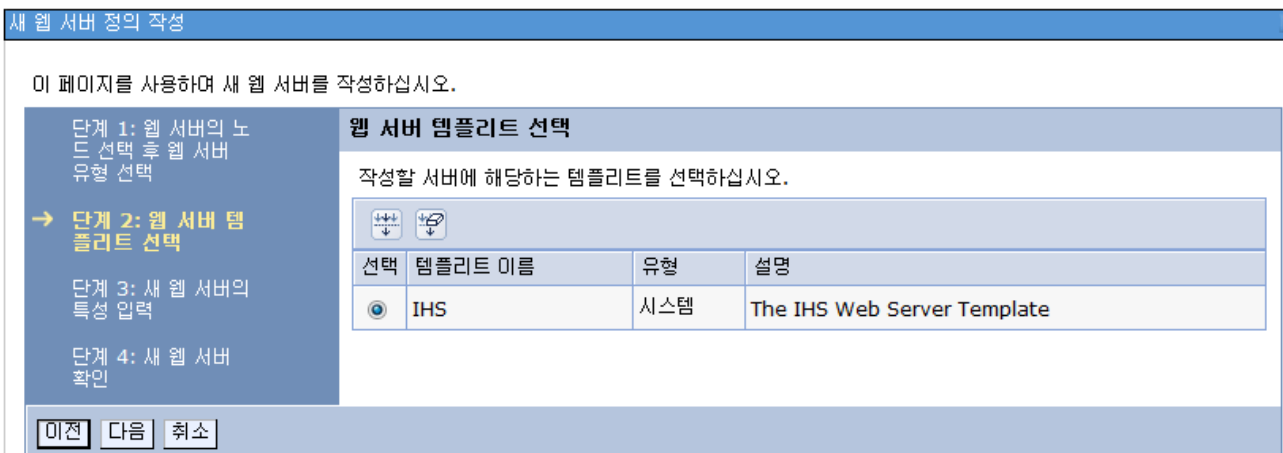 새 웹 서버 정의 작성
이 페이지를 사용하여 새 웹 서버를 작성하십시오.
단계 1: 웹 서버의 노
드 선택 후 웹 서버
유형 선택
→ 단계 2: 웹 서버 템
플리트 선택
단계 3: 새 웹 서버의
특성 입력
단계 4: 새 웹 서버
확인
웹 서버 템플리트 선택
작성할 서버에 해당하는 템플리트를 선택하십시오.
선택 템플리트 이름 유형 설명
IHS 시스템 The IHS Web Server Template
이전 다음 취소